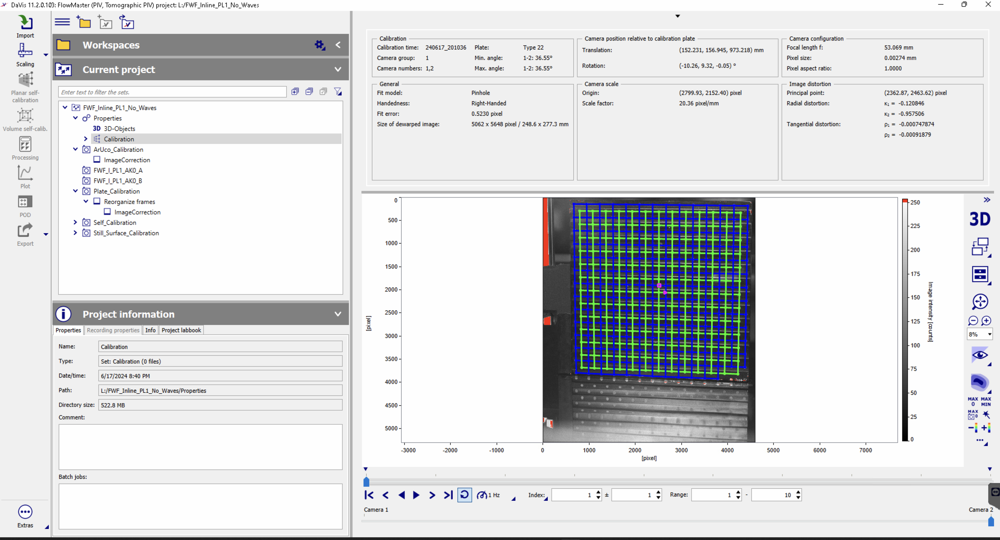 DaVis 11.2.0.103: FlowMaster (PIV, Tomographic PIV) project: L:/FWF_Inline_PL1_No_Waves
Import
Scaling
Planar self-
calibration
Volume self-calib.
Processing
Plot
POD
Export
Extras
Workspaces
Current project
Enter text to filter the sets.
FWF_Inline_PL1_No_Waves
Properties
3D 3D-Objects
Calibration
ArUco_Calibration
ImageCorrection
FWF_I_PL1_AK0_A
FWF_I_PL1_AK0_B
Plate_Calibration
Reorganize frames
ImageCorrection
Self_Calibration
Still_Surface_Calibration
Project information
Properties Recording properties Info Project labbook
Name: Calibration
Type: Set: Calibration (0 files)
Date/time: 6/17/2024 8:40 PM
Path: L:/FWF_Inline_PL1_No_Waves/Properties
Directory size: 522.8 MB
Comment:
Batch jobs:
Calibration
Calibration time: 240617_201036 Plate: Type 22
Camera group: 1 Min. angle: 1-2: 36.55°
Camera numbers: 1,2 Max. angle: 1-2: 36.55°
Camera position relative to calibration plate
Translation: (152.231, 156.945, 973.218) mm
Rotation: (-10.26, 9.32, -0.05) °
Camera configuration
Focal length f: 53.069 mm
Pixel size: 0.00274 mm
Pixel aspect ratio: 1.0000
General
Fit model: Pinhole
Handedness: Right-Handed
Fit error: 0.5230 pixel
Size of dewarped image: 5062 x 5648 pixel / 248.6 x 277.3 mm
Camera scale
Origin: (2799.93, 2152.40) pixel
Scale factor: 20.36 pixel/mm
Image distortion
Principal point: (2362.87, 2463.62) pixel
Radial distortion: κ₁ = -0.120846
κ₂ = -0.957506
Tangential distortion: ρ₁ = -0.000747874
ρ₂ = -0.00091879
0
500
1000
1500
2000
2500
3000
3500
4000
4500
5000
[pixel]
-3000 -2000 -1000 0 1000 2000 3000 4000 5000 6000 7000
[pixel]
250
225
200
175
150
125
100
75
50
25
0
Image intensity [counts]
3D
8%
MAX MAX
0 MIN
MAX
0
1 Hz Index: 1 ± 1 Range: 1 - 10
Camera 1 Camera 2